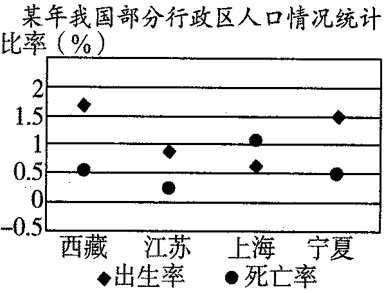 某年我国部分行政区人口情况统计
比率(%)
2
1.5
1
0.5
0
-0.5
西藏 江苏 上海 宁夏
◆出生率 ●死亡率